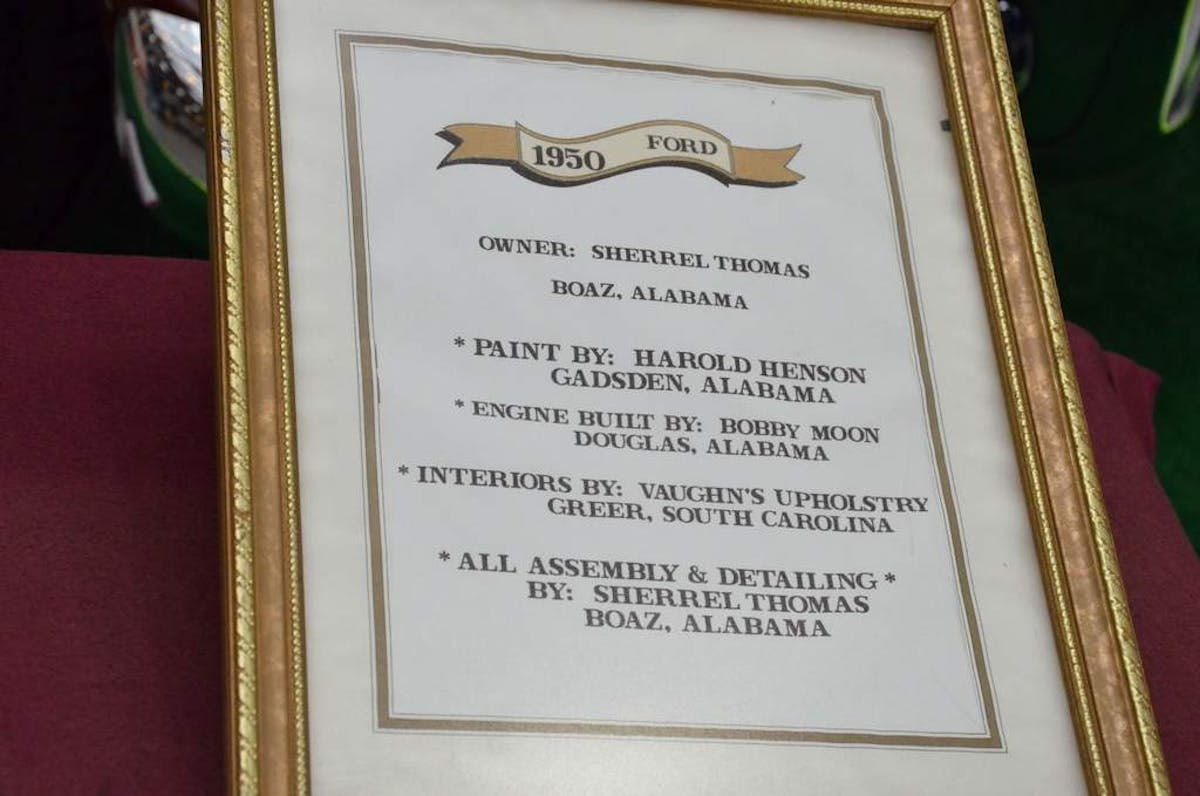 1950 FORD
OWNER: SHERREL THOMAS
BOAZ, ALABAMA
* PAINT BY: HAROLD HENSON
GADSDEN, ALABAMA
* ENGINE BUILT BY: BOBBY MOON
DOUGLAS, ALABAMA
* INTERIORS BY: VAUGHN'S UPHOLSTRY
GREER, SOUTH CAROLINA
* ALL ASSEMBLY & DETAILING *
BY: SHERREL THOMAS
BOAZ, ALABAMA